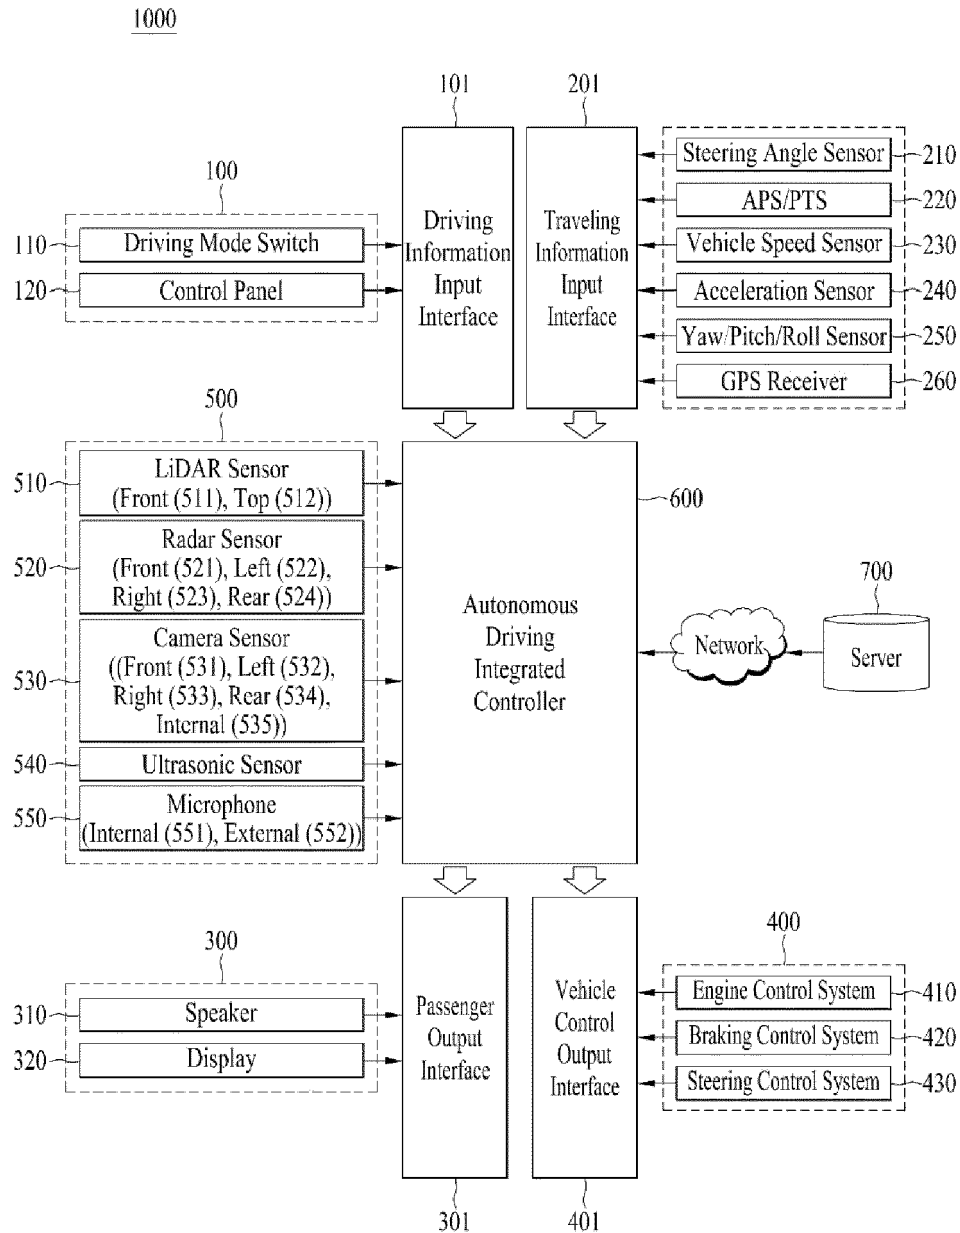 1000
101
201
100
110
Driving Mode Switch
120
Control Panel
Driving
Information
Input
Interface
Traveling
Information
Input
Interface
Steering Angle Sensor
210
APS/PTS
220
Vehicle Speed Sensor
230
Acceleration Sensor
240
Yaw/Pitch/Roll Sensor
250
GPS Receiver
260
500
510
LiDAR Sensor
(Front (511), Top (512))
520
Radar Sensor
(Front (521), Left (522),
Right (523), Rear (524))
530
Camera Sensor
((Front (531), Left (532),
Right (533), Rear (534),
Internal (535))
540
Ultrasonic Sensor
550
Microphone
(Internal (551), External (552))
600
Autonomous
Driving
Integrated
Controller
Network
700
Server
300
310
Speaker
320
Display
Passenger
Output
Interface
301
Vehicle
Control
Output
Interface
401
400
Engine Control System
410
Braking Control System
420
Steering Control System
430